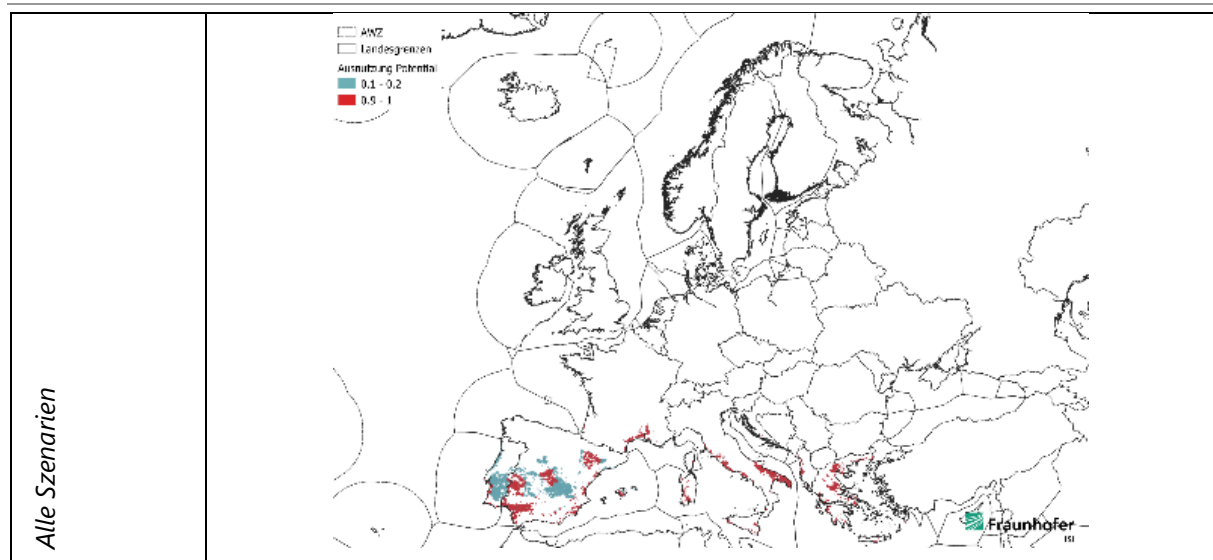 Alle Szenarien
AWZ
Landesgrenzen
Ausnutzung Potential
0.1 - 0.2
0.9 - 1
Fraunhofer
ISI